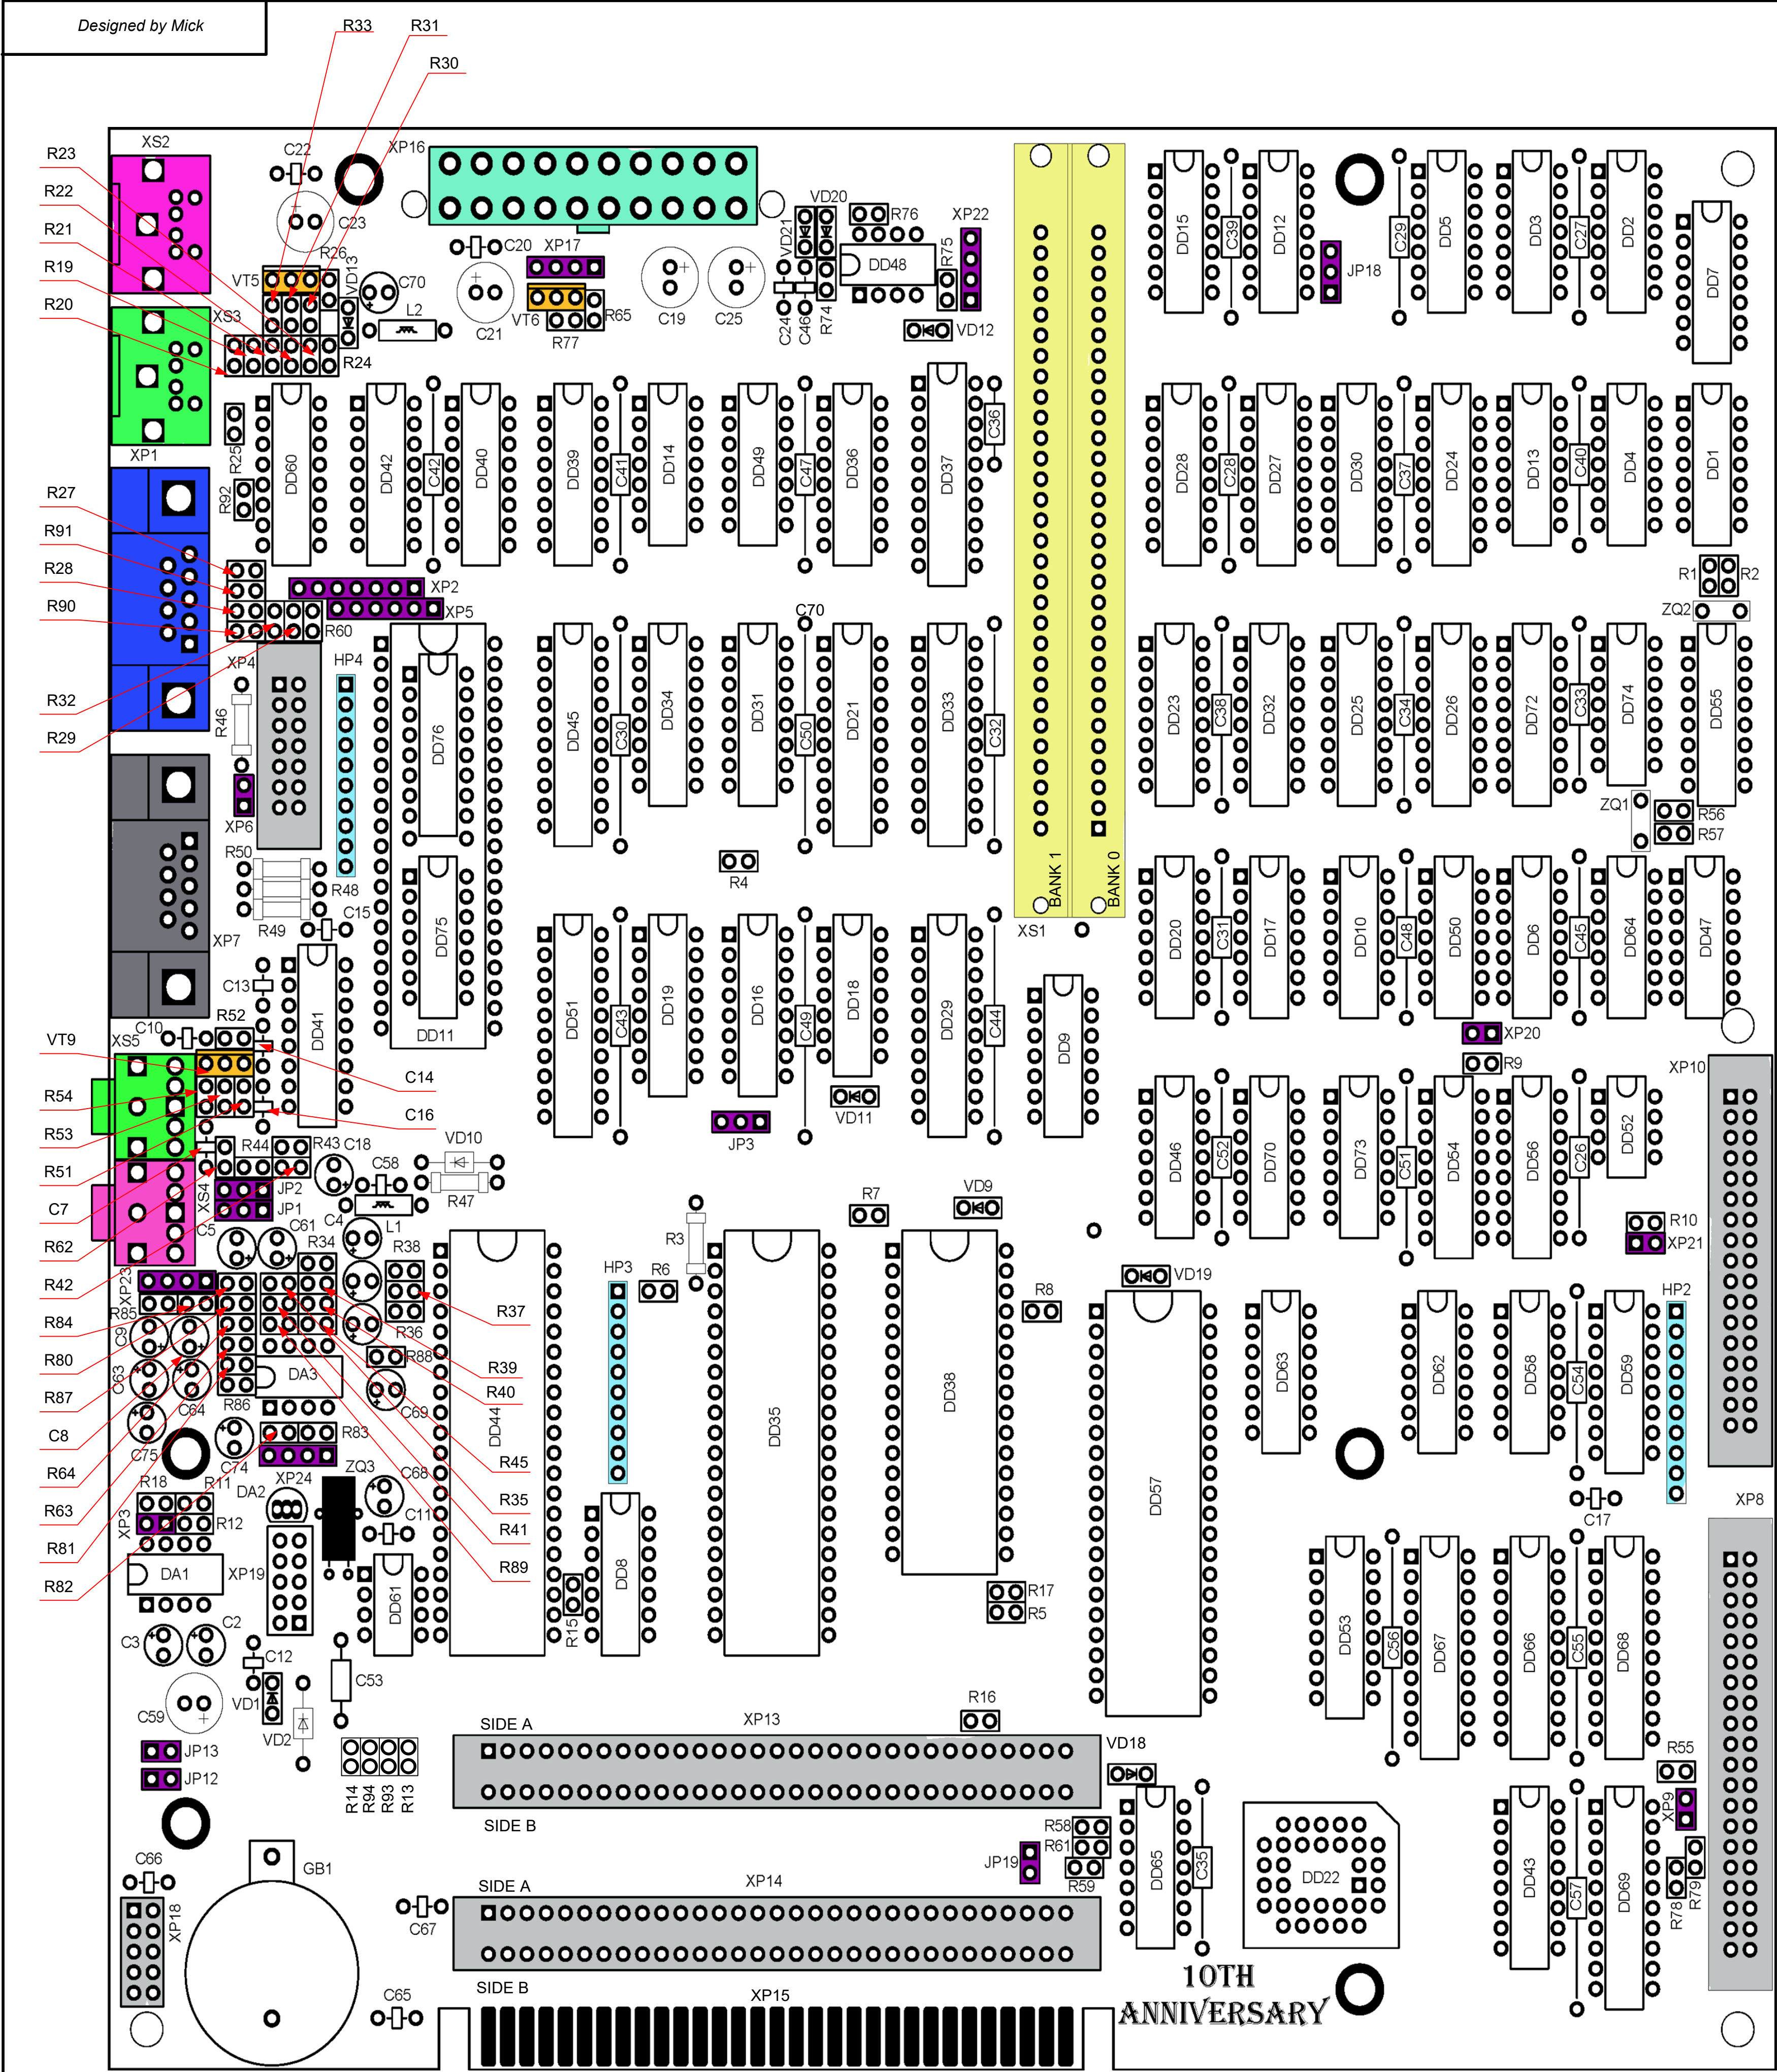 Designed by Mick
R33
R31
R30
XS2
C22
XP16
R23
R22
R21
R19
R20
C23
R26
VD13
C20
XP17
VD21
VD20
R76
XP22
R75
DD48
VT5
C70
XS3
L2
C21
VT6
R65
R77
C19
C25
C24
C46
R74
VD12
R24
DD15
C39
DD12
JP18
C29
DD5
DD3
C27
DD2
DD7
XP1
R25
R92
DD60
DD42
C42
DD40
DD39
C41
DD14
DD49
C47
DD36
DD37
C36
DD28
C28
DD27
DD30
C37
DD24
DD13
C40
DD4
DD1
R27
R91
R28
R90
XP2
XP5
R60
C70
R1
R2
ZQ2
XP4
HP4
R32
R46
R29
DD76
DD45
C30
DD34
DD31
C50
DD21
DD33
C32
DD23
C38
DD32
DD25
C34
DD26
DD72
C33
DD74
DD55
XP6
ZQ1
R56
R57
R50
R48
R4
BANK 1
BANK 0
R49
C15
XP7
DD75
XS1
DD20
C31
DD17
DD10
C48
DD50
DD6
C45
DD64
DD47
C13
DD41
DD51
C43
DD19
DD16
C49
DD18
DD29
C44
DD9
C10
R52
DD11
XP20
VT9
XS5
R9
XP10
C14
R54
C16
VD11
R53
JP3
DD46
C52
DD70
DD73
C51
DD54
DD56
C26
DD52
R51
R44
R43
C18
VD10
C58
R47
C7
XS4
JP2
JP1
R62
C5
C61
C4
L1
R7
VD9
R10
XP21
R42
R34
R38
R3
XP23
HP3
R6
VD19
HP2
R84
R85
R37
R8
C9
R36
R80
R88
R39
R87
C63
DA3
R40
C64
R86
C69
DD44
DD35
DD38
DD63
DD62
DD58
C54
DD59
C8
C75
R83
C74
R64
R45
XP24
ZQ3
C68
R18
R11
DA2
R63
XP3
R12
R35
DD57
XP8
C11
R41
C17
R81
DA1
XP19
R89
R82
DD61
R15
DD8
R17
R5
C3
C2
C12
C53
DD53
C56
DD67
DD66
C55
DD68
C59
VD1
VD2
SIDE A
XP13
R16
JP13
VD18
R55
JP12
R14
R94
R93
R13
XP9
SIDE B
R58
R61
JP19
R59
C66
GB1
DD65
C35
DD22
DD43
C57
DD69
R78
R79
SIDE A
XP14
XP18
C67
SIDE B
XP15
C65
10TH
ANNIVERSARY